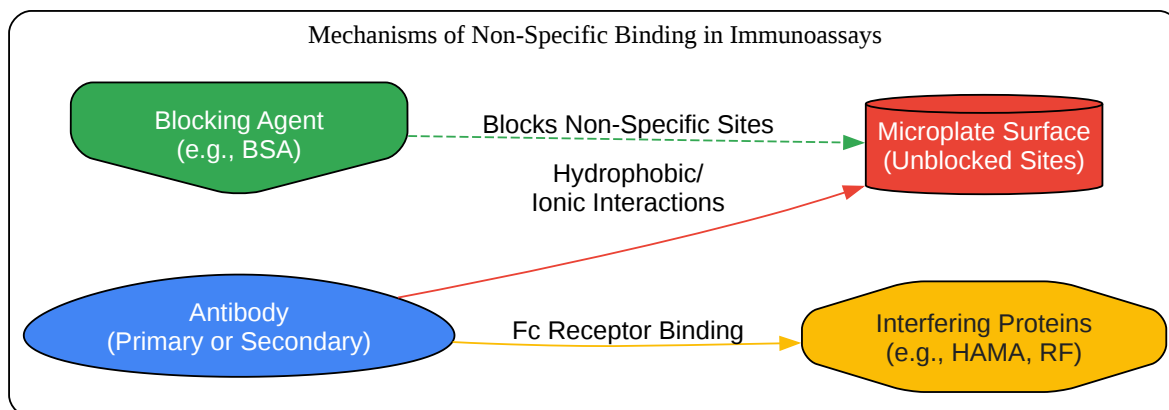 Mechanisms of Non-Specific Binding in Immunoassays
Blocking Agent
(e.g., BSA)
Blocks Non-Specific Sites
Microplate Surface
(Unblocked Sites)
Hydrophobic/
Ionic Interactions
Antibody
(Primary or Secondary)
Fc Receptor Binding
Interfering Proteins
(e.g., HAMA, RF)